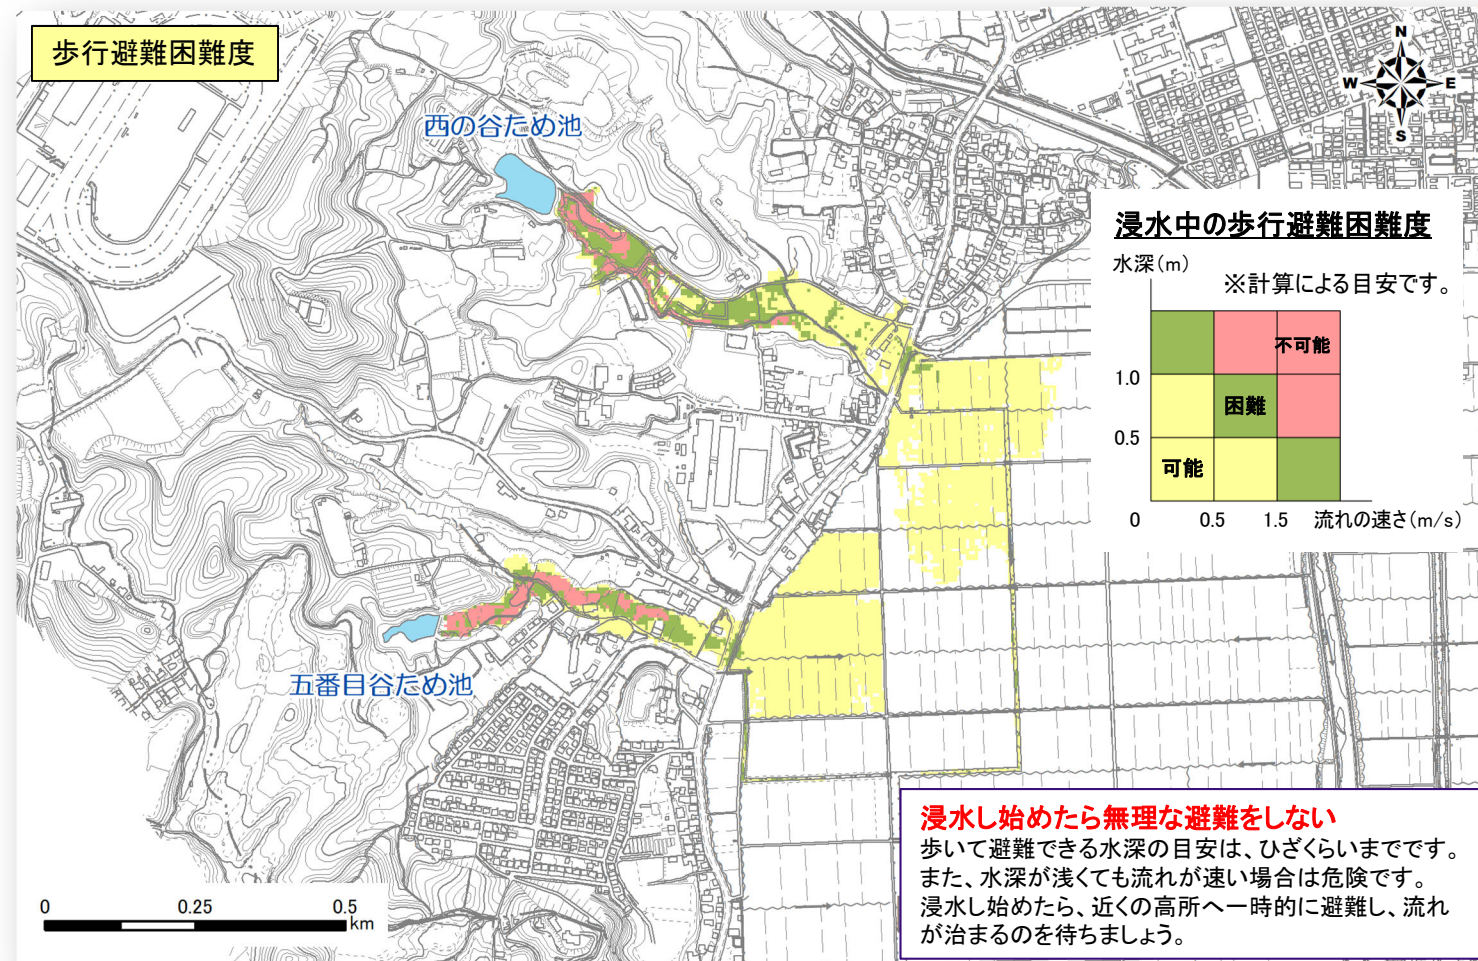 歩行避難困難度
N
W
E
S
西の谷ため池
浸水中の歩行避難困難度
水深(m)
※計算による目安です。
不可能
1.0
困難
0.5
可能
0
0.5
1.5
流れの速さ(m/s)
五番目谷ため池
浸水し始めたら無理な避難をしない
歩いて避難できる水深の目安は、ひざくらいまでです。
また、水深が浅くても流れが速い場合は危険です。
浸水し始めたら、近くの高所へ一時的に避難し、流れ
が治まるのを待ちましょう。
0
0.25
0.5
km